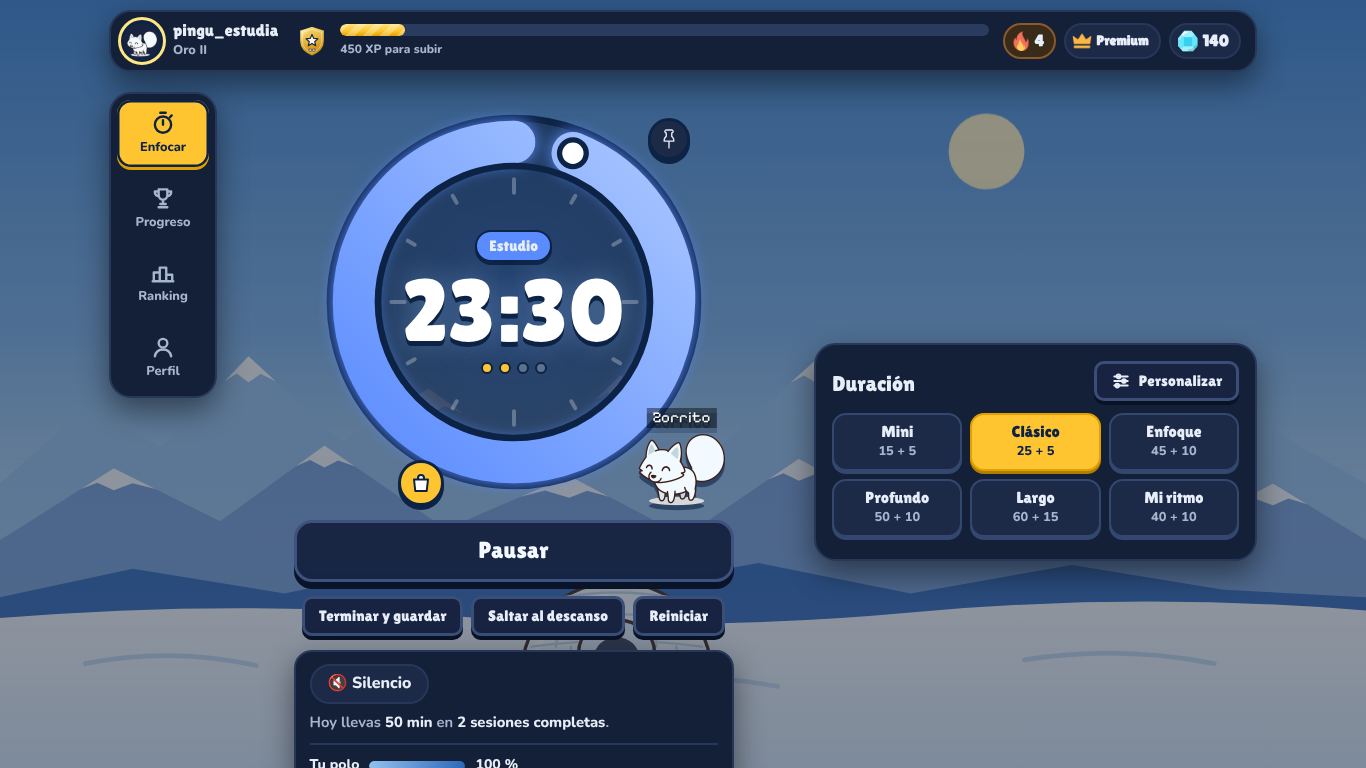 pingu_estudia
Oro II
450 XP para subir
4
Premium
140
Enfocar
Progreso
Ranking
Perfil
Estudio
23:30
Zorrito
Pausar
Terminar y guardar
Saltar al descanso
Reiniciar
Silencio
Hoy llevas 50 min en 2 sesiones completas.
Tu polo 100 %
Duración
Personalizar
Mini
15 + 5
Clásico
25 + 5
Enfoque
45 + 10
Profundo
50 + 10
Largo
60 + 15
Mi ritmo
40 + 10